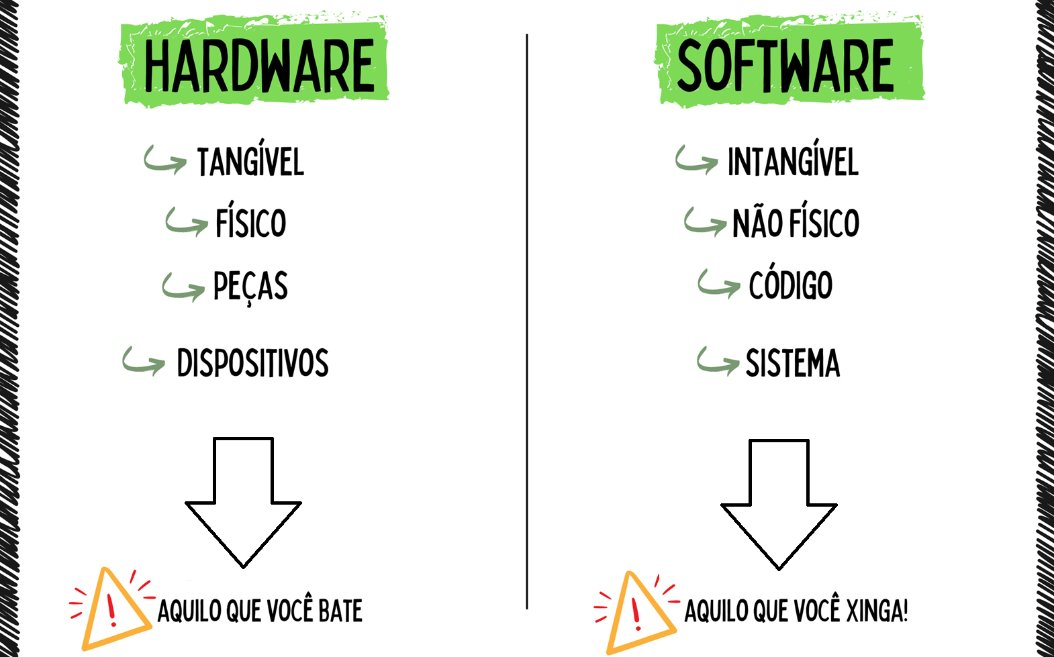 HARDWARE
TANGÍVEL
FÍSICO
PEÇAS
DISPOSITIVOS
AQUILO QUE VOCÊ BATE
SOFTWARE
INTANGÍVEL
NÃO FÍSICO
CÓDIGO
SISTEMA
AQUILO QUE VOCÊ XINGA!